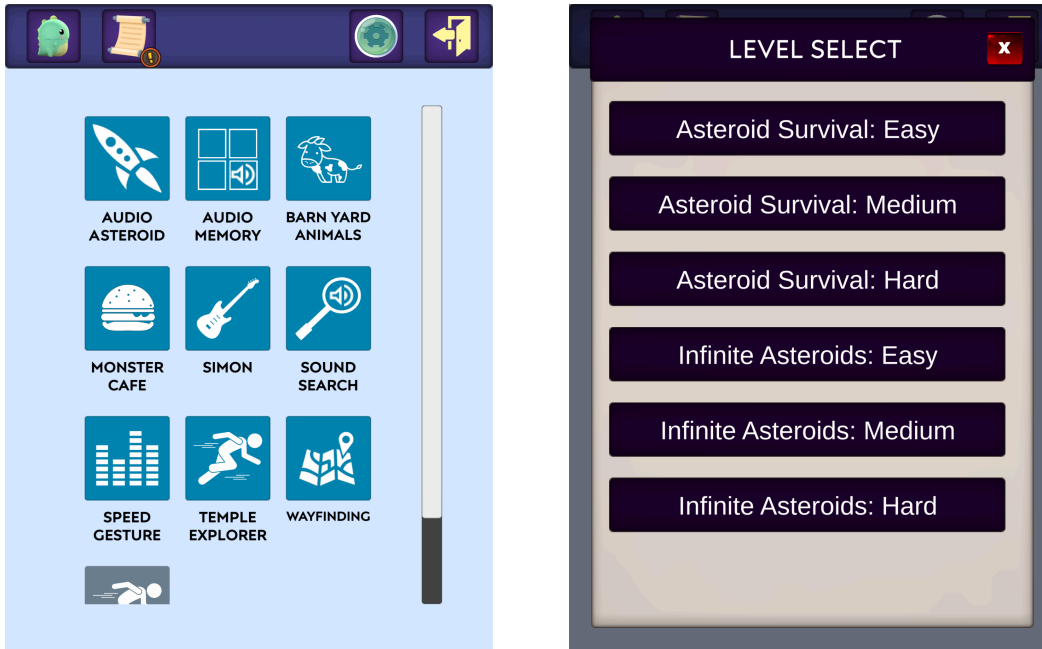 AUDIO
ASTEROID
AUDIO
MEMORY
BARN YARD
ANIMALS
MONSTER
CAFE
SIMON
SOUND
SEARCH
SPEED
GESTURE
TEMPLE
EXPLORER
WAYFINDING
LEVEL SELECT
X
Asteroid Survival: Easy
Asteroid Survival: Medium
Asteroid Survival: Hard
Infinite Asteroids: Easy
Infinite Asteroids: Medium
Infinite Asteroids: Hard